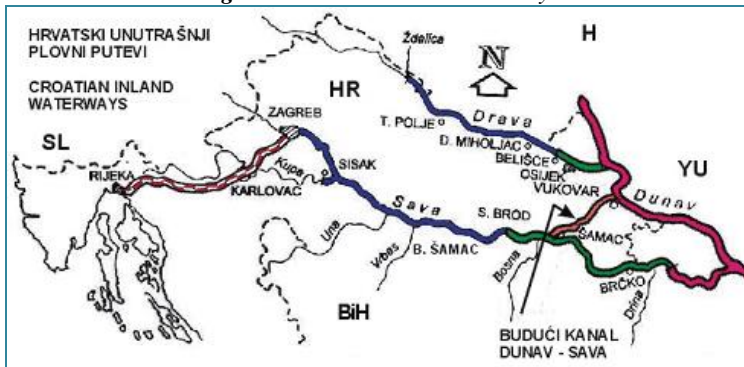 HRVATSKI UNUTRAŠNJI
PLOVNI PUTEVI
CROATIAN INLAND
WATERWAYS
H
Ždalica
N
HR
ZAGREB
T. POLJE
Drava
D. MIHOLJAC
BELIŠĆE
OSIJEK
VUKOVAR
YU
SL
RIJEKA
KARLOVAC
Kupa
SISAK
Sava
S. BROD
Dunav
ŠAMAC
Una
Vrbas
B. ŠAMAC
Bosna
BRČKO
Drina
BiH
BUDUĆI KANAL
DUNAV - SAVA